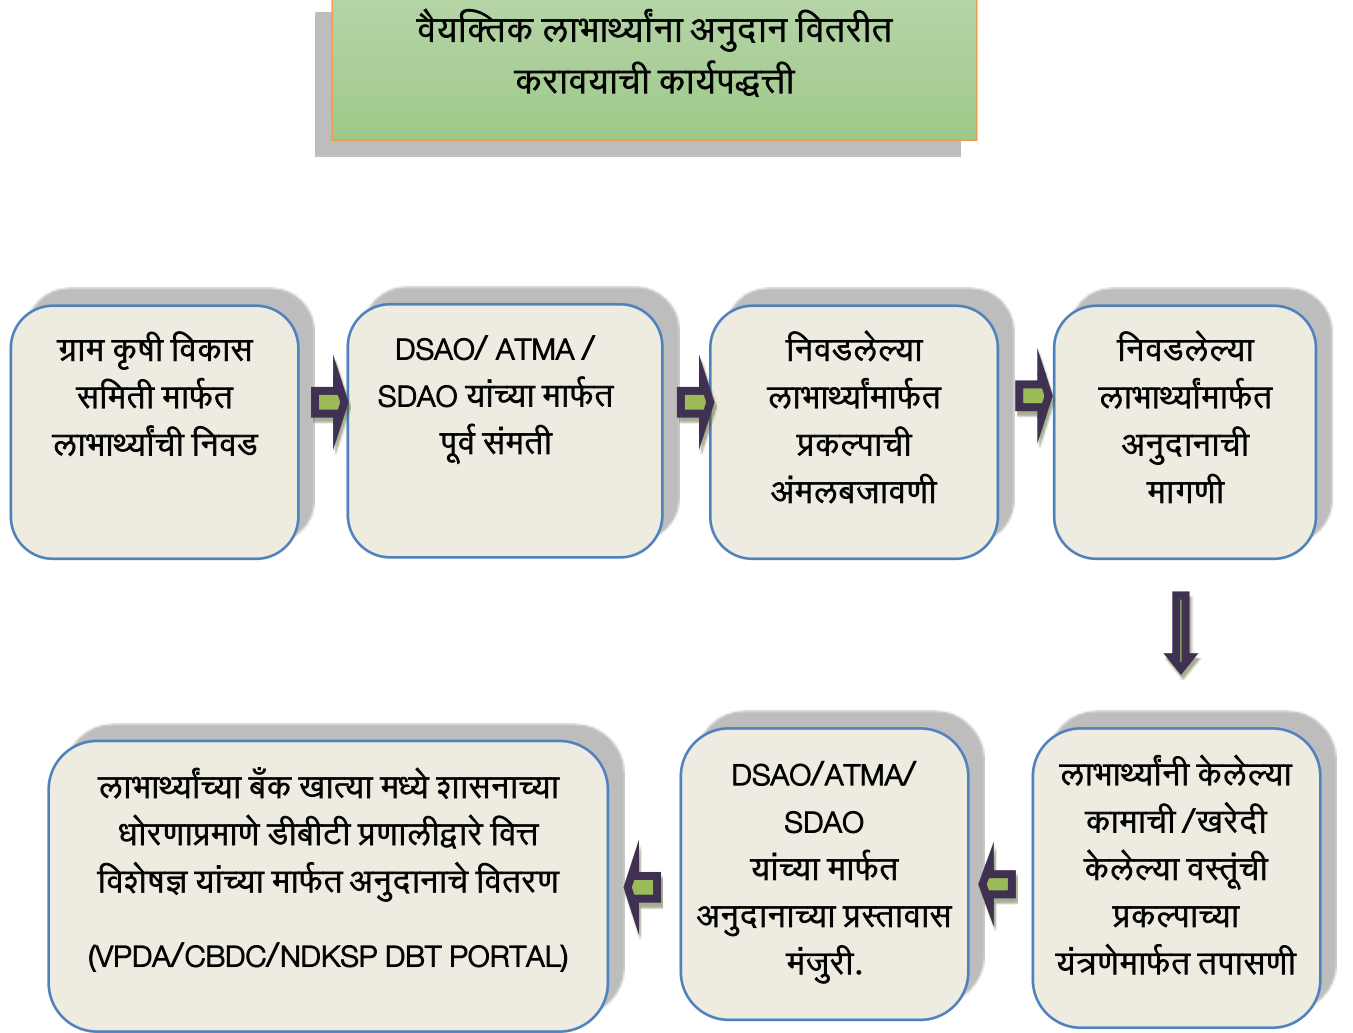 वैयक्तिक लाभार्थ्यांना अनुदान वितरीत
करावयाची कार्यपद्धत्ती
ग्राम कृषी विकास
समिती मार्फत
लाभार्थ्यांची निवड
DSAO/ ATMA /
SDAO यांच्या मार्फत
पूर्व संमती
निवडलेल्या
लाभार्थ्यांमार्फत
प्रकल्पाची
अंमलबजावणी
निवडलेल्या
लाभार्थ्यांमार्फत
अनुदानाची
मागणी
लाभार्थ्यांनी केलेल्या
कामाची /खरेदी
केलेल्या वस्तूंची
प्रकल्पाच्या
यंत्रणेमार्फत तपासणी
DSAO/ATMA/
SDAO
यांच्या मार्फत
अनुदानाच्या प्रस्तावास
मंजुरी.
लाभार्थ्यांच्या बँक खात्या मध्ये शासनाच्या
धोरणाप्रमाणे डीबीटी प्रणालीद्वारे वित्त
विशेषज्ञ यांच्या मार्फत अनुदानाचे वितरण
(VPDA/CBDC/NDKSP DBT PORTAL)